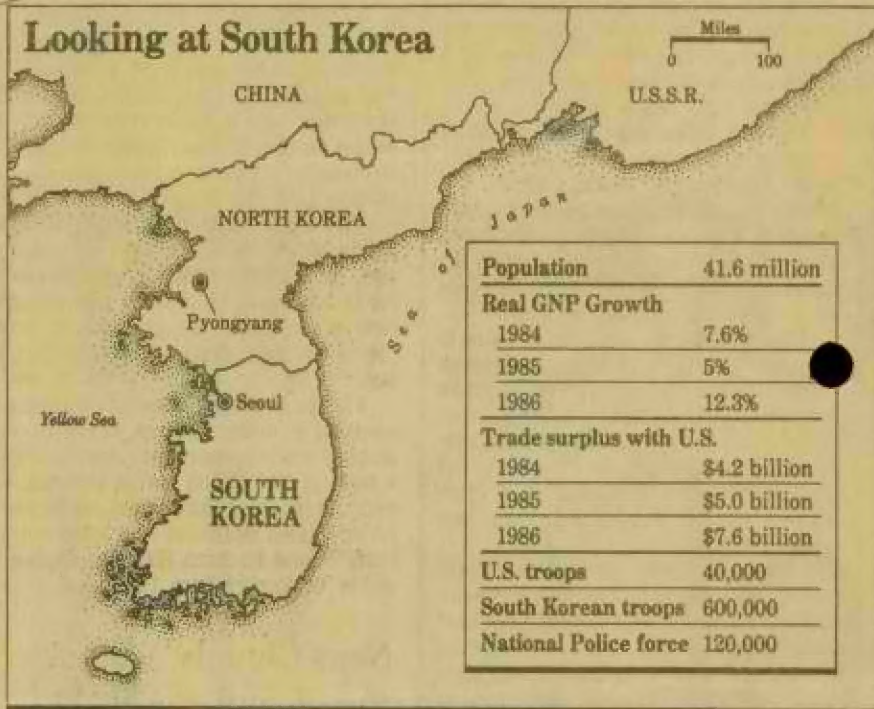 Looking at South Korea
Miles
0 100
CHINA
U.S.S.R.
NORTH KOREA
Sea of Japan
Pyongyang
Seoul
Yellow Sea
SOUTH
KOREA
Population 41.6 million
Real GNP Growth
1984 7.6%
1985 5%
1986 12.3%
Trade surplus with U.S.
1984 $4.2 billion
1985 $5.0 billion
1986 $7.6 billion
U.S. troops 40,000
South Korean troops 600,000
National Police force 120,000